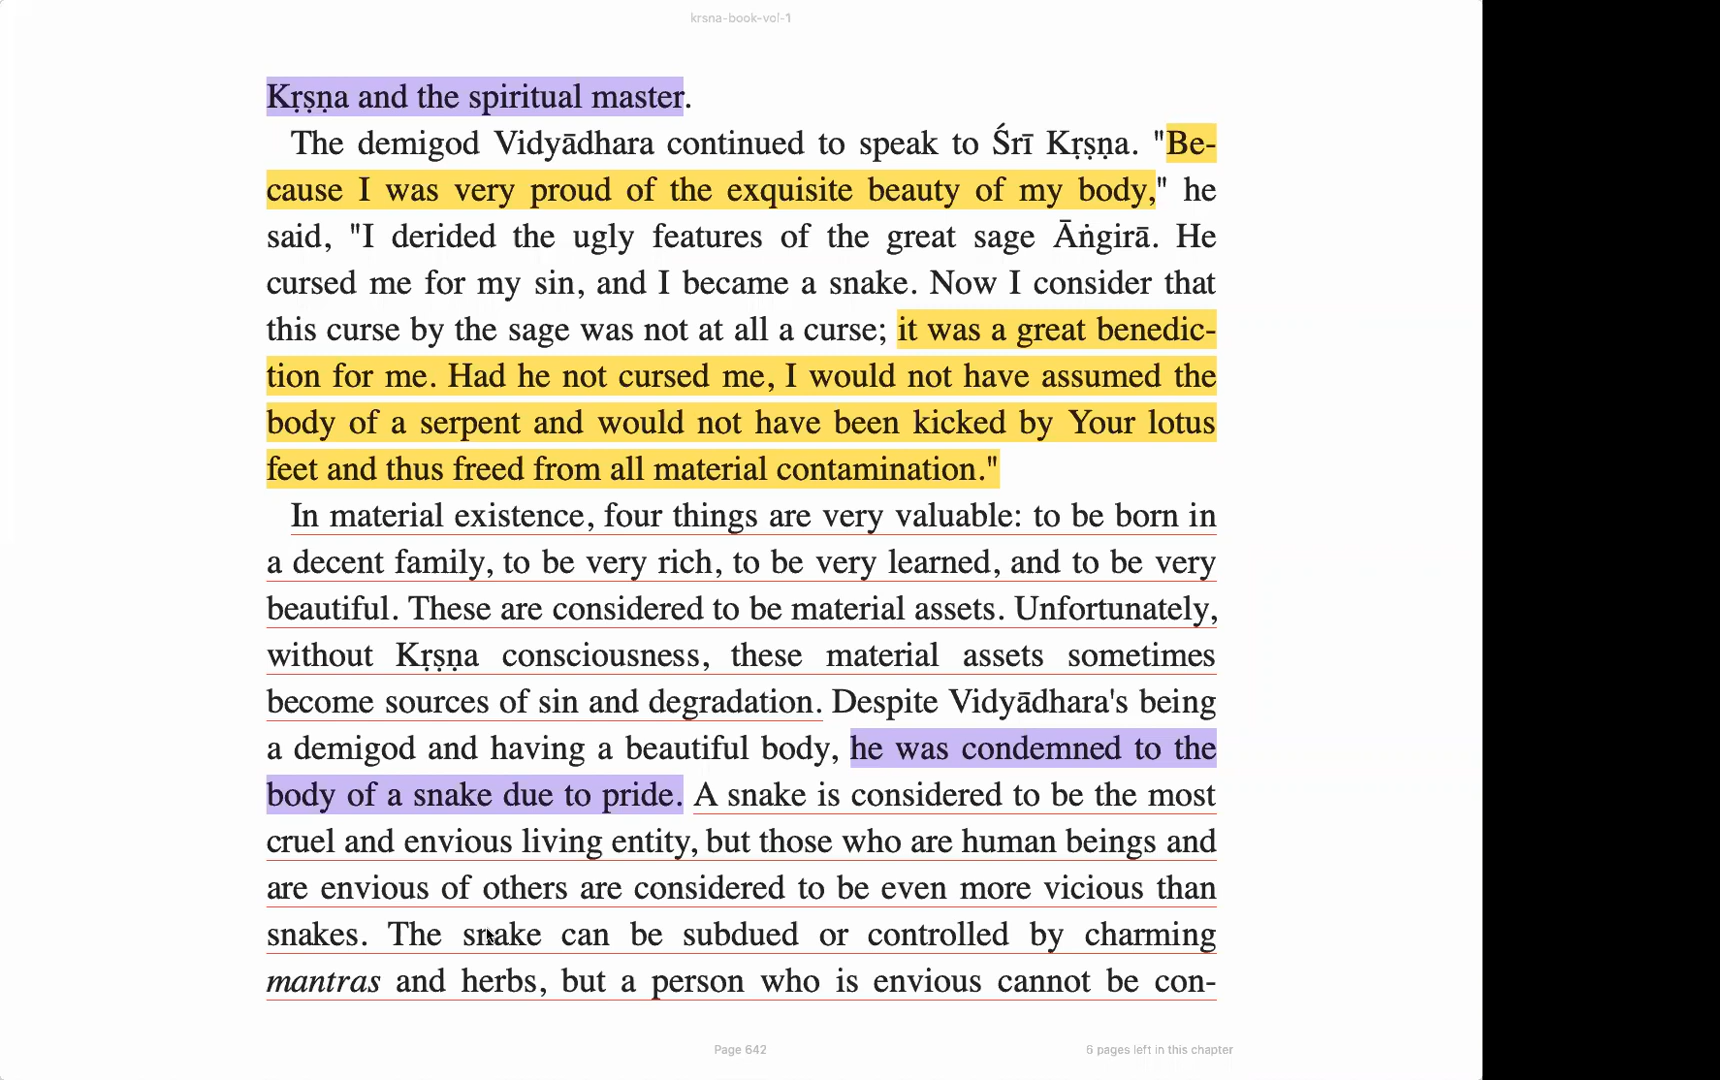 krsna-book-vol-1
Kṛṣṇa and the spiritual master.
The demigod Vidyādhara continued to speak to Śrī Kṛṣṇa. "Be-
cause I was very proud of the exquisite beauty of my body," he
said, "I derided the ugly features of the great sage Āṅgirā. He
cursed me for my sin, and I became a snake. Now I consider that
this curse by the sage was not at all a curse; it was a great benedic-
tion for me. Had he not cursed me, I would not have assumed the
body of a serpent and would not have been kicked by Your lotus
feet and thus freed from all material contamination."
In material existence, four things are very valuable: to be born in
a decent family, to be very rich, to be very learned, and to be very
beautiful. These are considered to be material assets. Unfortunately,
without Kṛṣṇa consciousness, these material assets sometimes
become sources of sin and degradation. Despite Vidyādhara's being
a demigod and having a beautiful body, he was condemned to the
body of a snake due to pride. A snake is considered to be the most
cruel and envious living entity, but those who are human beings and
are envious of others are considered to be even more vicious than
snakes. The snake can be subdued or controlled by charming
mantras and herbs, but a person who is envious cannot be con-
Page 642
6 pages left in this chapter